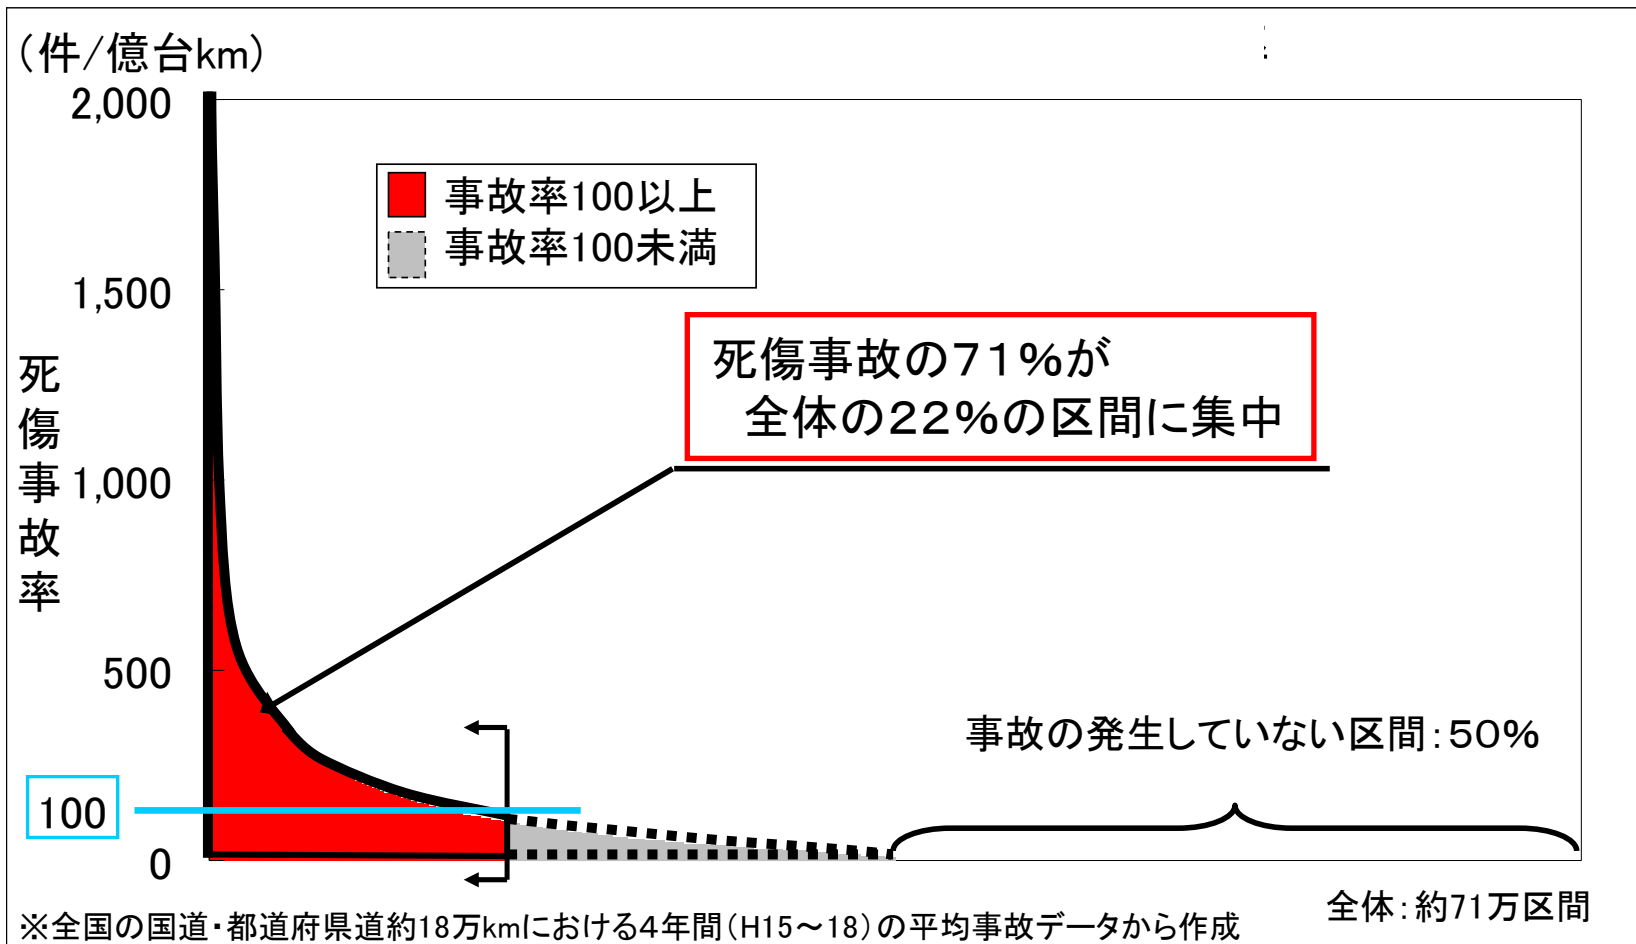 (件/億台km)
2,000
事故率100以上
事故率100未満
1,500
死傷事故の71%が
全体の22%の区間に集中
死傷事故率
1,000
500
事故の発生していない区間:50%
100
0
全体:約71万区間
※全国の国道・都道府県道約18万kmにおける4年間(H15～18)の平均事故データから作成